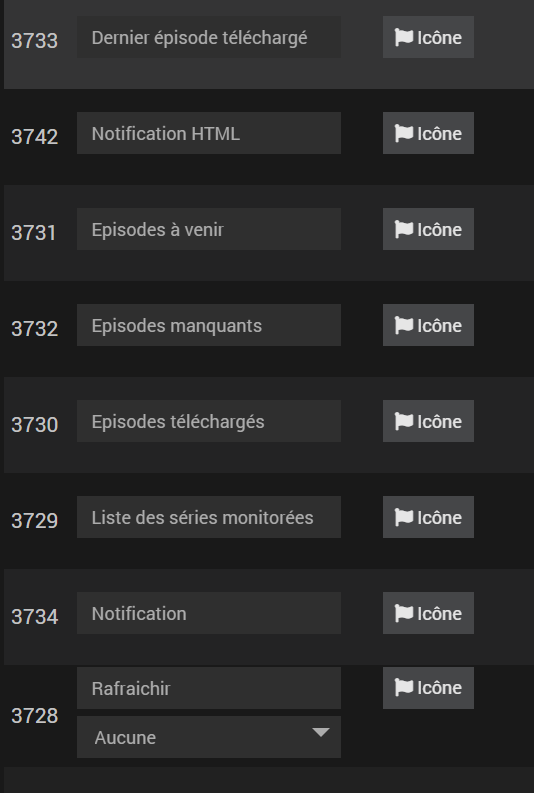 3733 Dernier épisode téléchargé Icône
3742 Notification HTML Icône
3731 Episodes à venir Icône
3732 Episodes manquants Icône
3730 Episodes téléchargés Icône
3729 Liste des séries monitorées Icône
3734 Notification Icône
Rafraichir Icône
3728
Aucune